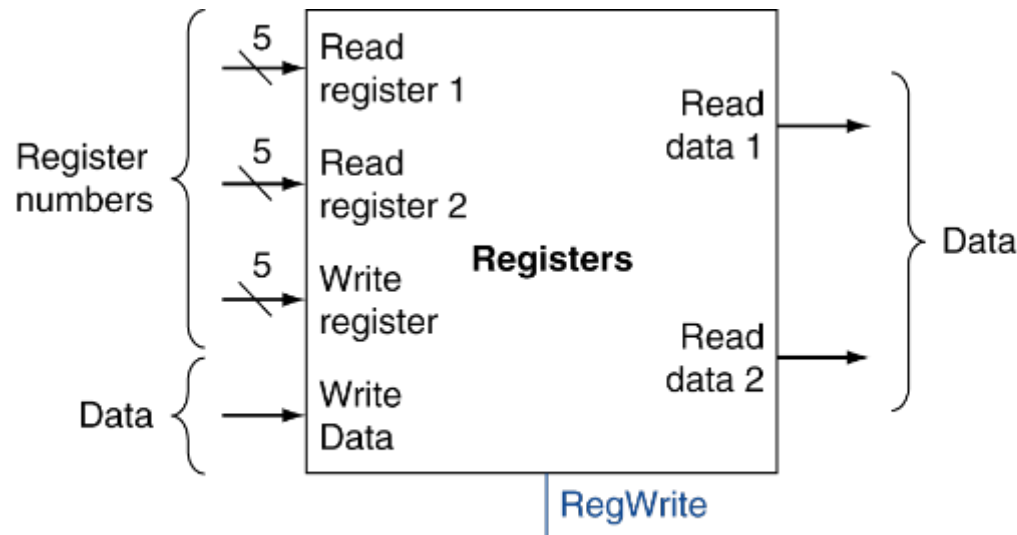 5
Read
register 1
5
Read
register 2
5
Write
register
Write
Data
Register
numbers
Data
Registers
Read
data 1
Read
data 2
Data
RegWrite